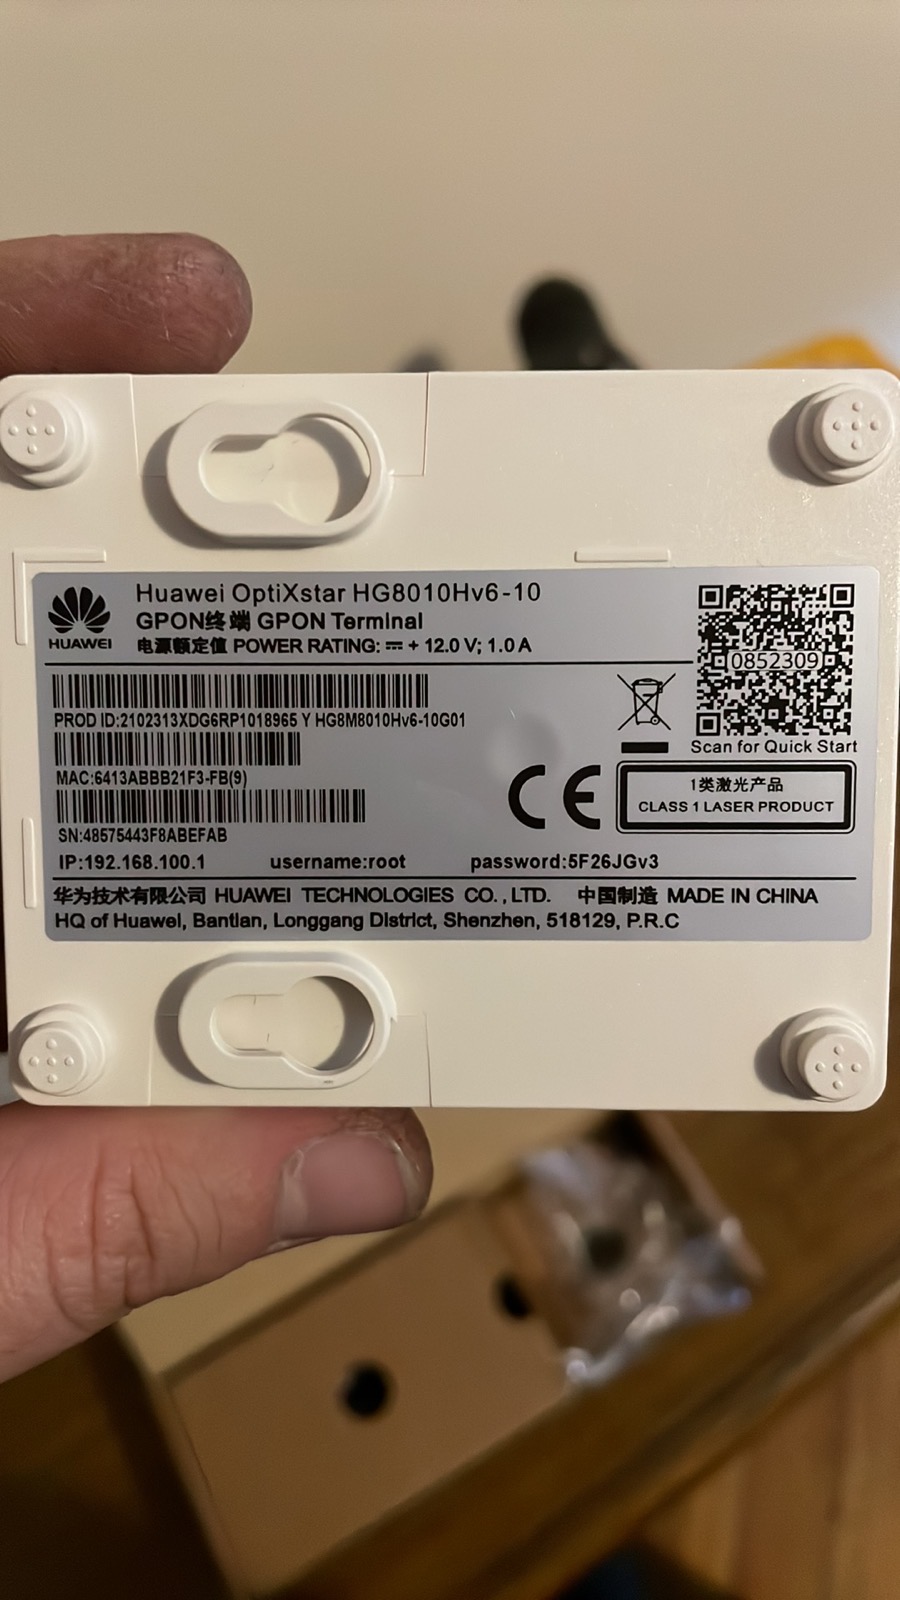 HUAWEI
Huawei OptiXstar HG8010Hv6-10
GPON终端 GPON Terminal
电源额定值 POWER RATING: ⎓ + 12.0 V; 1.0 A
0852309
Scan for Quick Start
PROD ID:2102313XDG6RP1018965 Y HG8M8010Hv6-10G01
MAC:6413ABBB21F3-FB(9)
SN:48575443F8ABEFAB
CE
1类激光产品
CLASS 1 LASER PRODUCT
IP:192.168.100.1 username:root password:5F26JGv3
华为技术有限公司 HUAWEI TECHNOLOGIES CO., LTD. 中国制造 MADE IN CHINA
HQ of Huawei, Bantian, Longgang District, Shenzhen, 518129, P.R.C